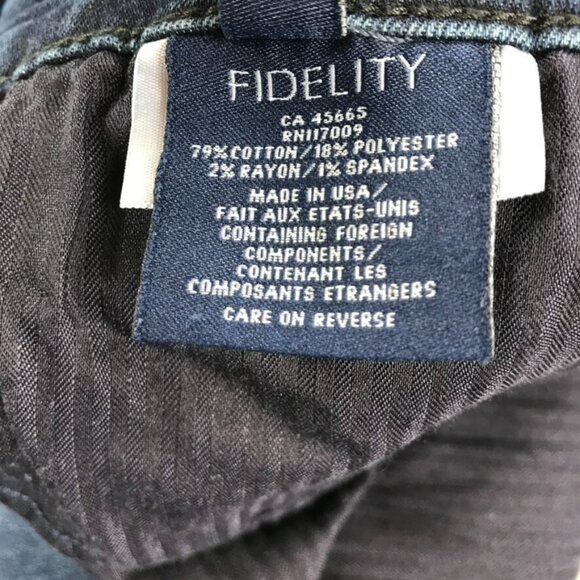 FIDELITY
CA 45665
RN117009
79% COTTON/18% POLYESTER
2% RAYON/1% SPANDEX
MADE IN USA/
FAIT AUX ETATS-UNIS
CONTAINING FOREIGN
COMPONENTS/
CONTENANT LES
COMPOSANTS ETRANGERS
CARE ON REVERSE